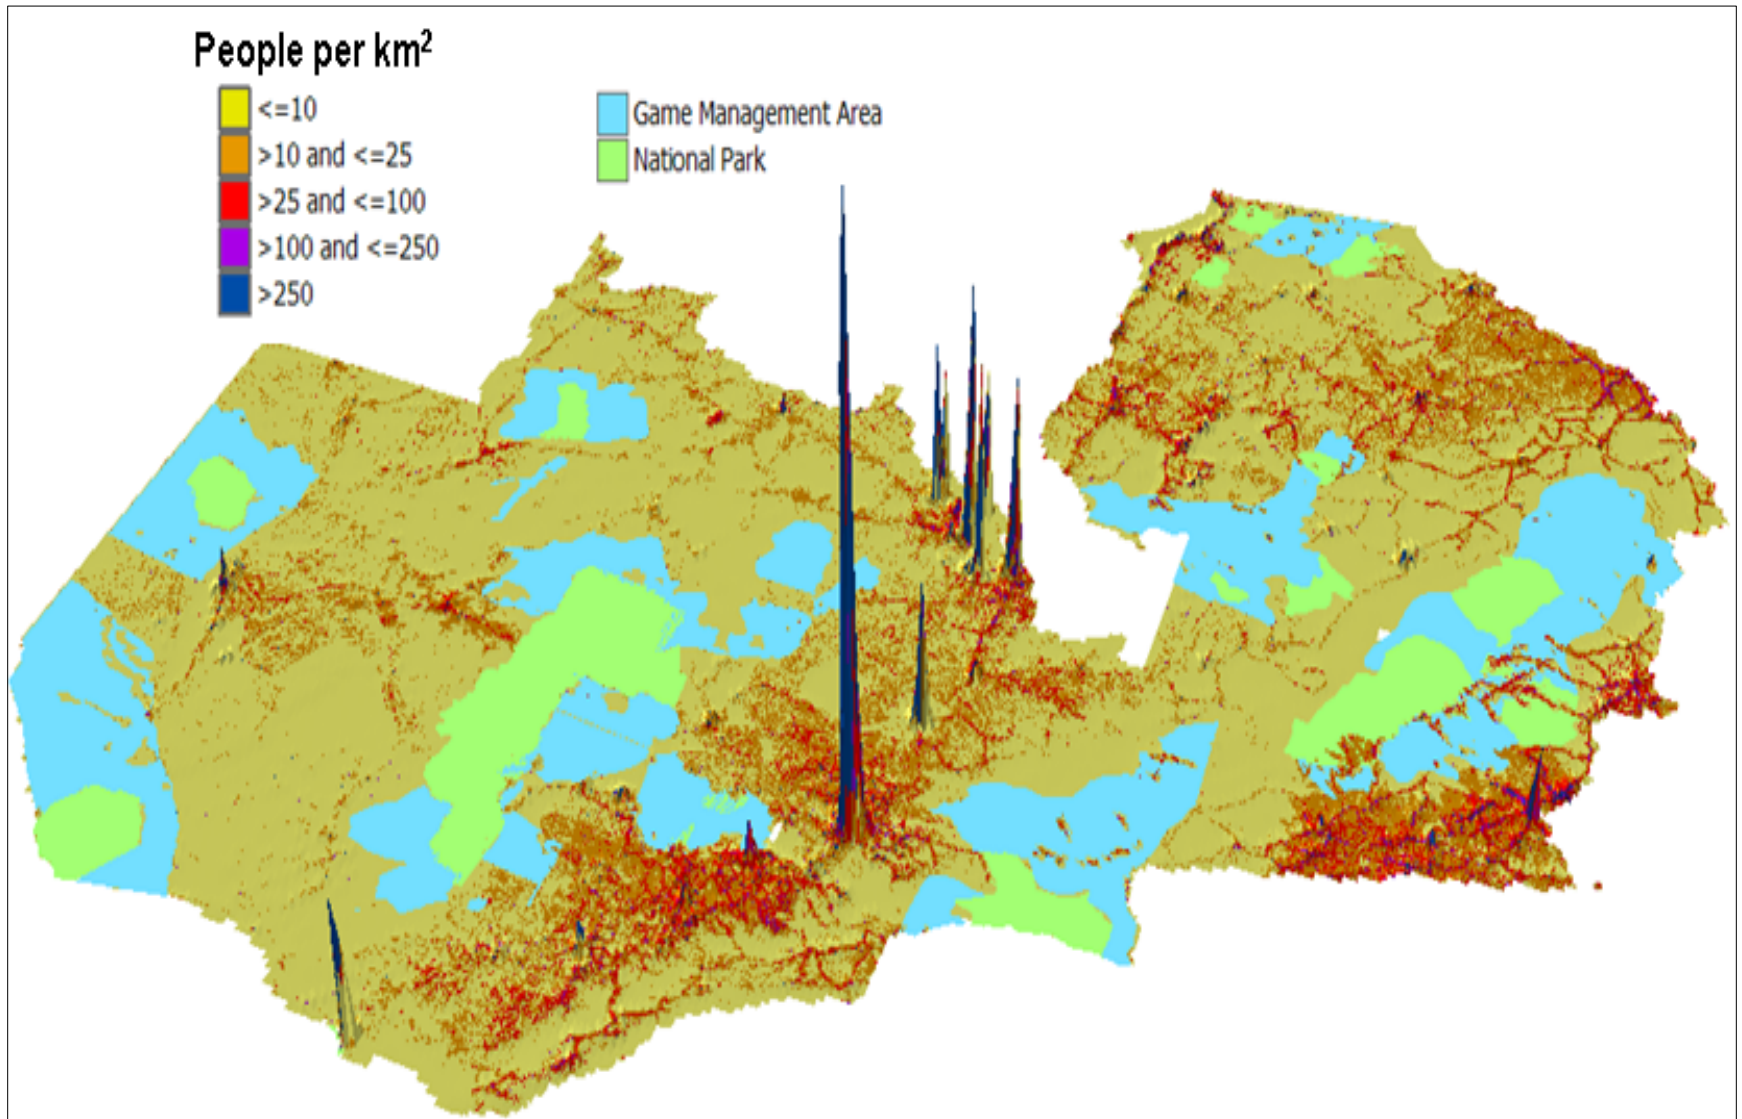 People per km²
<=10
>10 and <=25
>25 and <=100
>100 and <=250
>250
Game Management Area
National Park